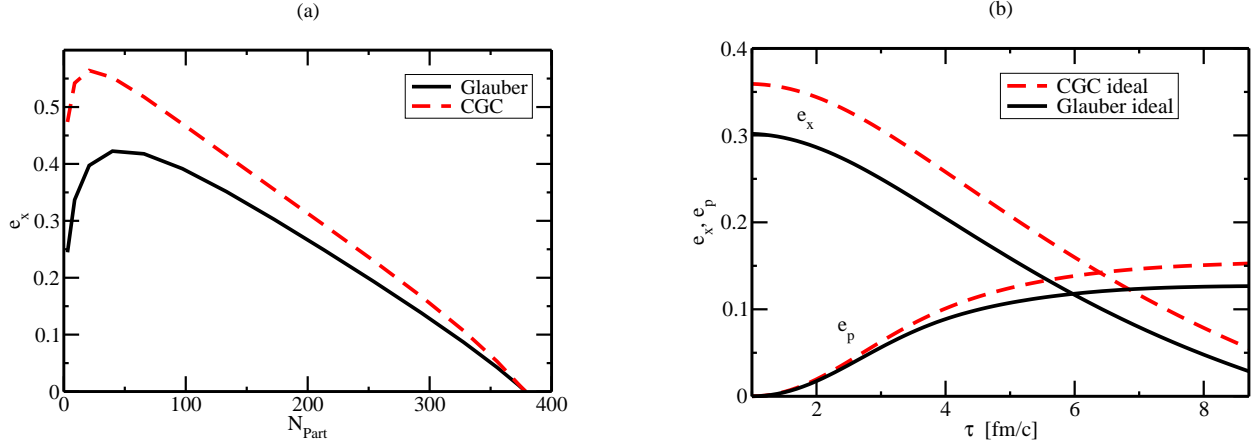 (a)
Glauber
CGC
0.5
0.4
0.3
0.2
0.1
0
e_x
0
100
200
300
400
N_Part
(b)
CGC ideal
Glauber ideal
0.4
0.3
0.2
0.1
0
e_x, e_p
e_x
e_p
2
4
6
8
τ [fm/c]